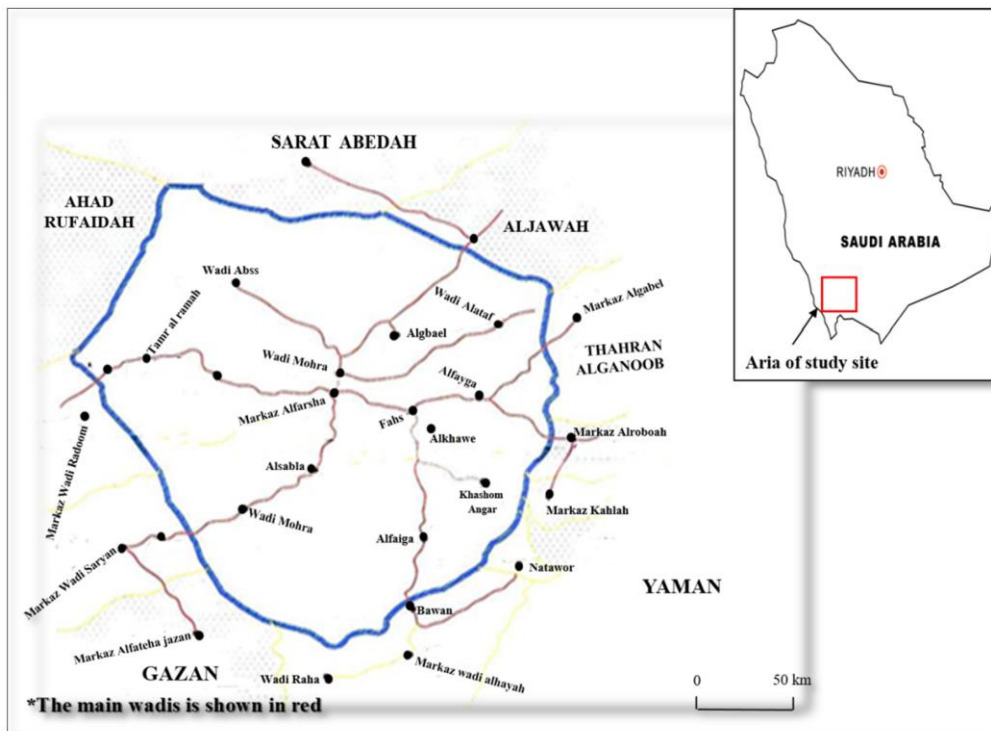 SARAT ABEDAH
AHAD
RUFAIDAH
ALJAWAH
RIYADH
SAUDI ARABIA
Aria of study site
Wadi Abss
Wadi Alataf
Markaz Algabel
Tamr al ramah
Algbael
THAHRAN
ALGANOOB
Wadi Mohra
Alfayga
Markaz Alfarsha
Fahs
Alkhawe
Markaz Alroboah
Markaz Wadi Radoom
Alsabla
Khashom
Angar
Markaz Kahlah
Wadi Mohra
Alfaiga
Markaz Wadi Saryan
Natawor
YAMAN
Bawan
Markaz Alfateha jazan
Markaz wadi alhayah
GAZAN
Wadi Raha
0 50 km
*The main wadis is shown in red